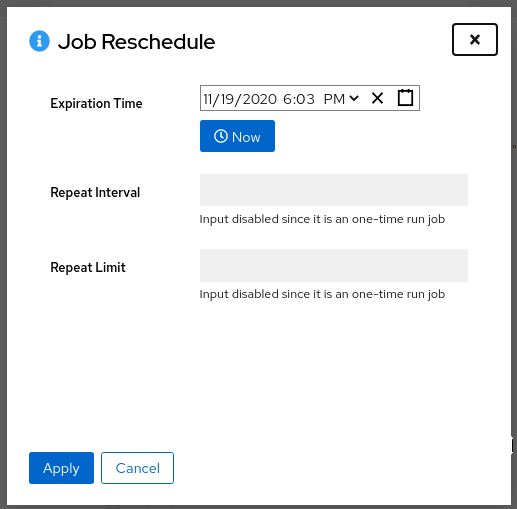 Job Reschedule
Expiration Time
11/19/2020 6:03 PM
Now
Repeat Interval
Input disabled since it is an one-time run job
Repeat Limit
Input disabled since it is an one-time run job
Apply
Cancel